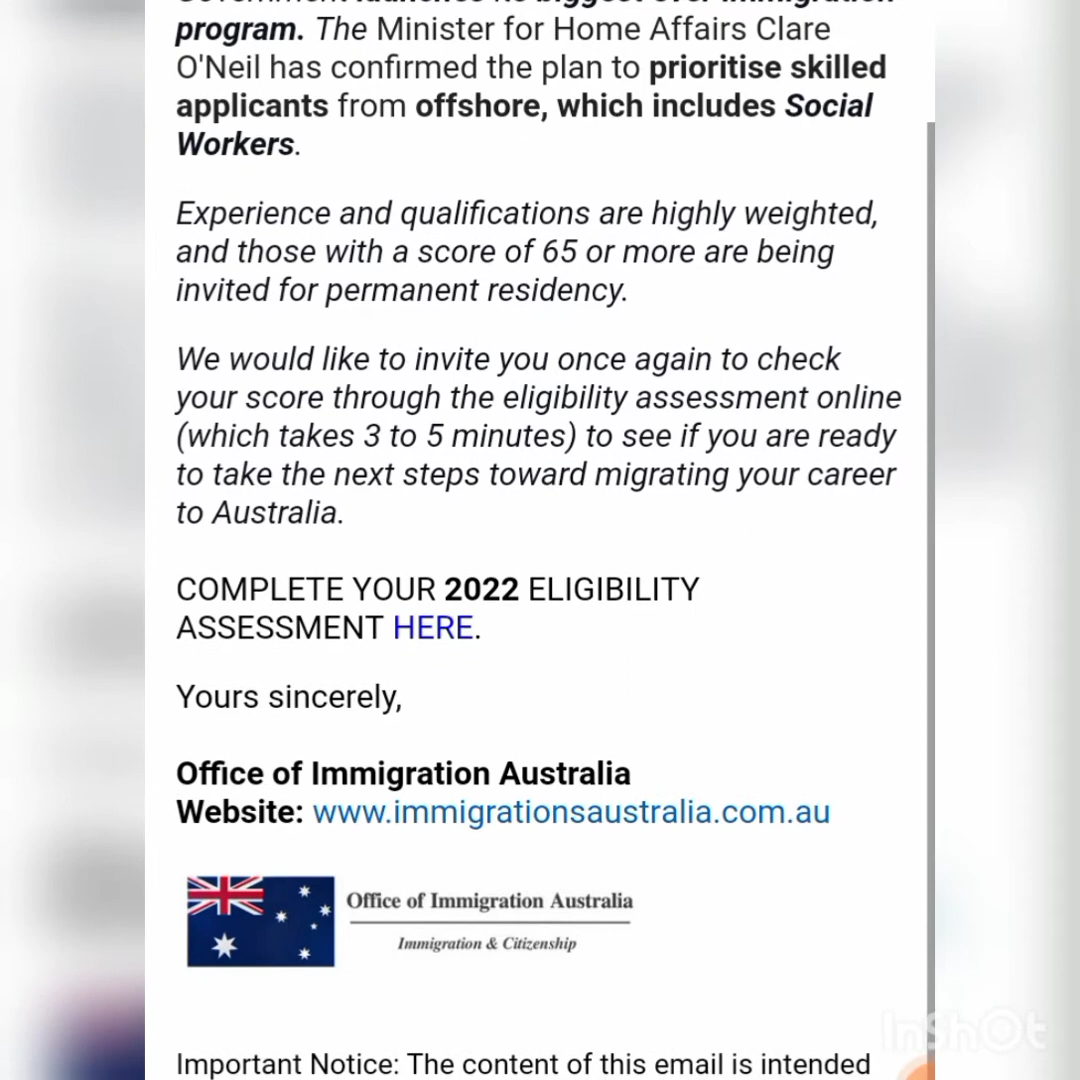 program. The Minister for Home Affairs Clare
O'Neil has confirmed the plan to prioritise skilled
applicants from offshore, which includes Social
Workers.
Experience and qualifications are highly weighted,
and those with a score of 65 or more are being
invited for permanent residency.
We would like to invite you once again to check
your score through the eligibility assessment online
(which takes 3 to 5 minutes) to see if you are ready
to take the next steps toward migrating your career
to Australia.
COMPLETE YOUR 2022 ELIGIBILITY
ASSESSMENT HERE.
Yours sincerely,
Office of Immigration Australia
Website: www.immigrationsaustralia.com.au
Office of Immigration Australia
Immigration & Citizenship
InShOt
Important Notice: The content of this email is intended